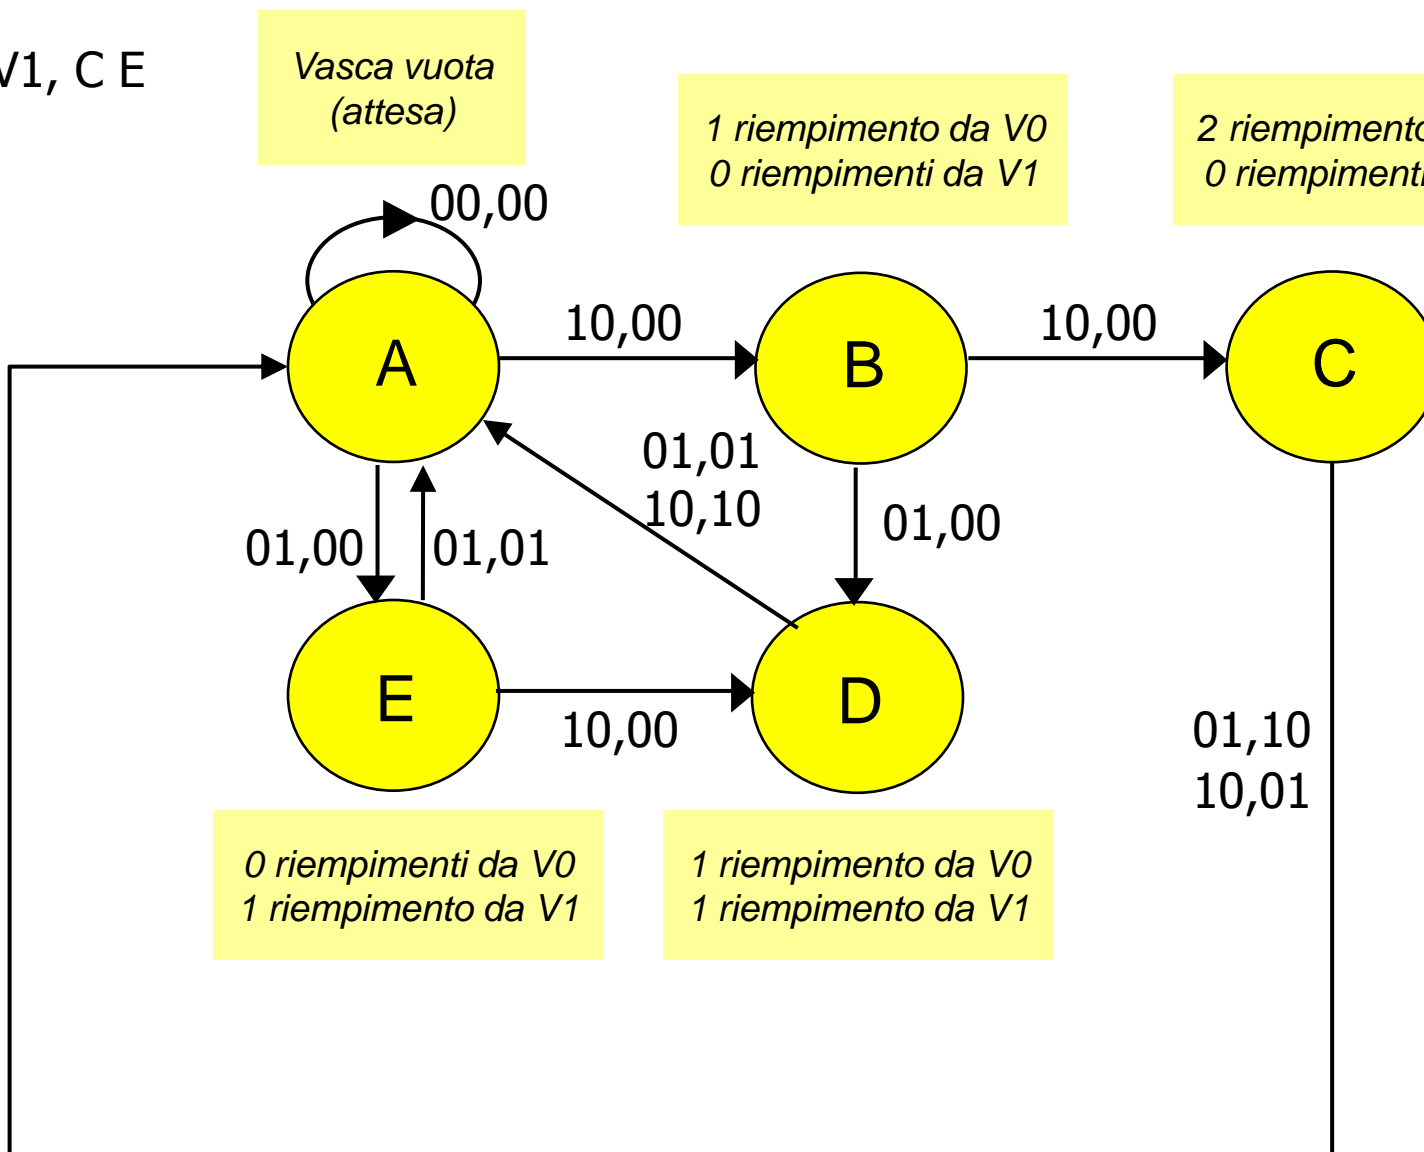 V1, C E
Vasca vuota
(attesa)
1 riempimento da V0
0 riempimenti da V1
2 riempimento
0 riempimenti
00,00
10,00
10,00
A
B
C
01,01
10,10
01,00
01,01
01,00
E
D
10,00
01,10
10,01
0 riempimenti da V0
1 riempimento da V1
1 riempimento da V0
1 riempimento da V1